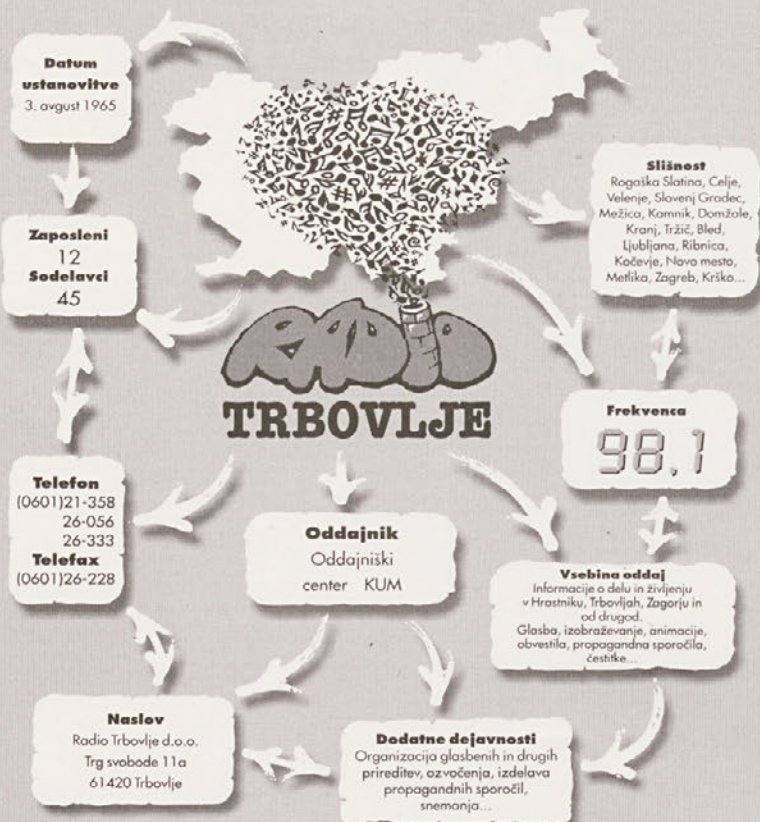 Datum
ustanovitve
3. avgust 1965
Zaposleni
12
Sodelavci
45
Slišnost
Rogaška Slatina, Celje,
Velenje, Slovenj Gradec,
Mežica, Kamnik, Domžale,
Kranj, Tržič, Bled,
Ljubljana, Ribnica,
Kočevje, Novo mesto,
Metlika, Zagreb, Krško...
RADIO
TRBOVLJE
Frekvenca
98,1
Telefon
(0601)21-358
26-056
26-333
Telefax
(0601)26-228
Oddajnik
Oddajniški
center KUM
Vsebina oddaj
Informacije o delu in življenju
v Hrastniku, Trbovljah, Zagorju in
od drugod.
Glasba, izobraževanje, animacije,
obvestila, propagandna sporočila,
čestitke...
Naslov
Radio Trbovlje d.o.o.
Trg svobode 11a
61420 Trbovlje
Dodatne dejavnosti
Organizacija glasbenih in drugih
prireditev, ozvočenja, izdelava
propagandnih sporočil,
snemanja...